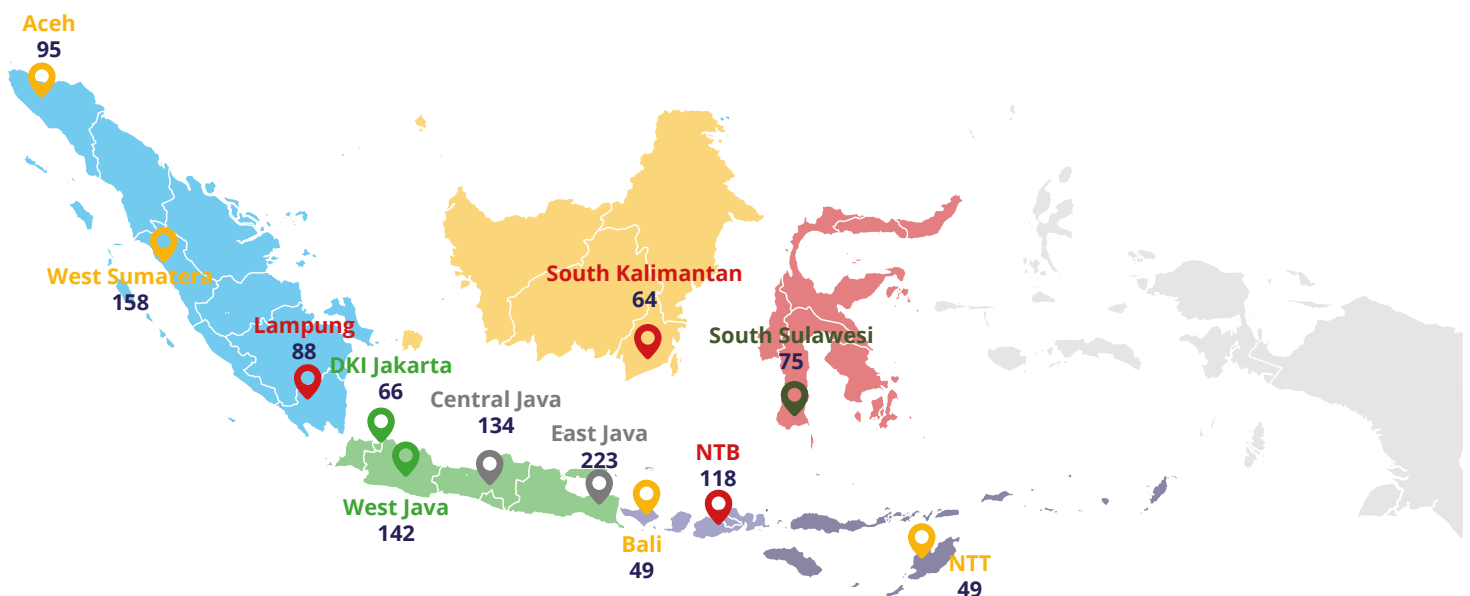 Aceh
95
West Sumatera
158
Lampung
88
DKI Jakarta
66
West Java
142
Central Java
134
East Java
223
Bali
49
NTB
118
NTT
49
South Kalimantan
64
South Sulawesi
75